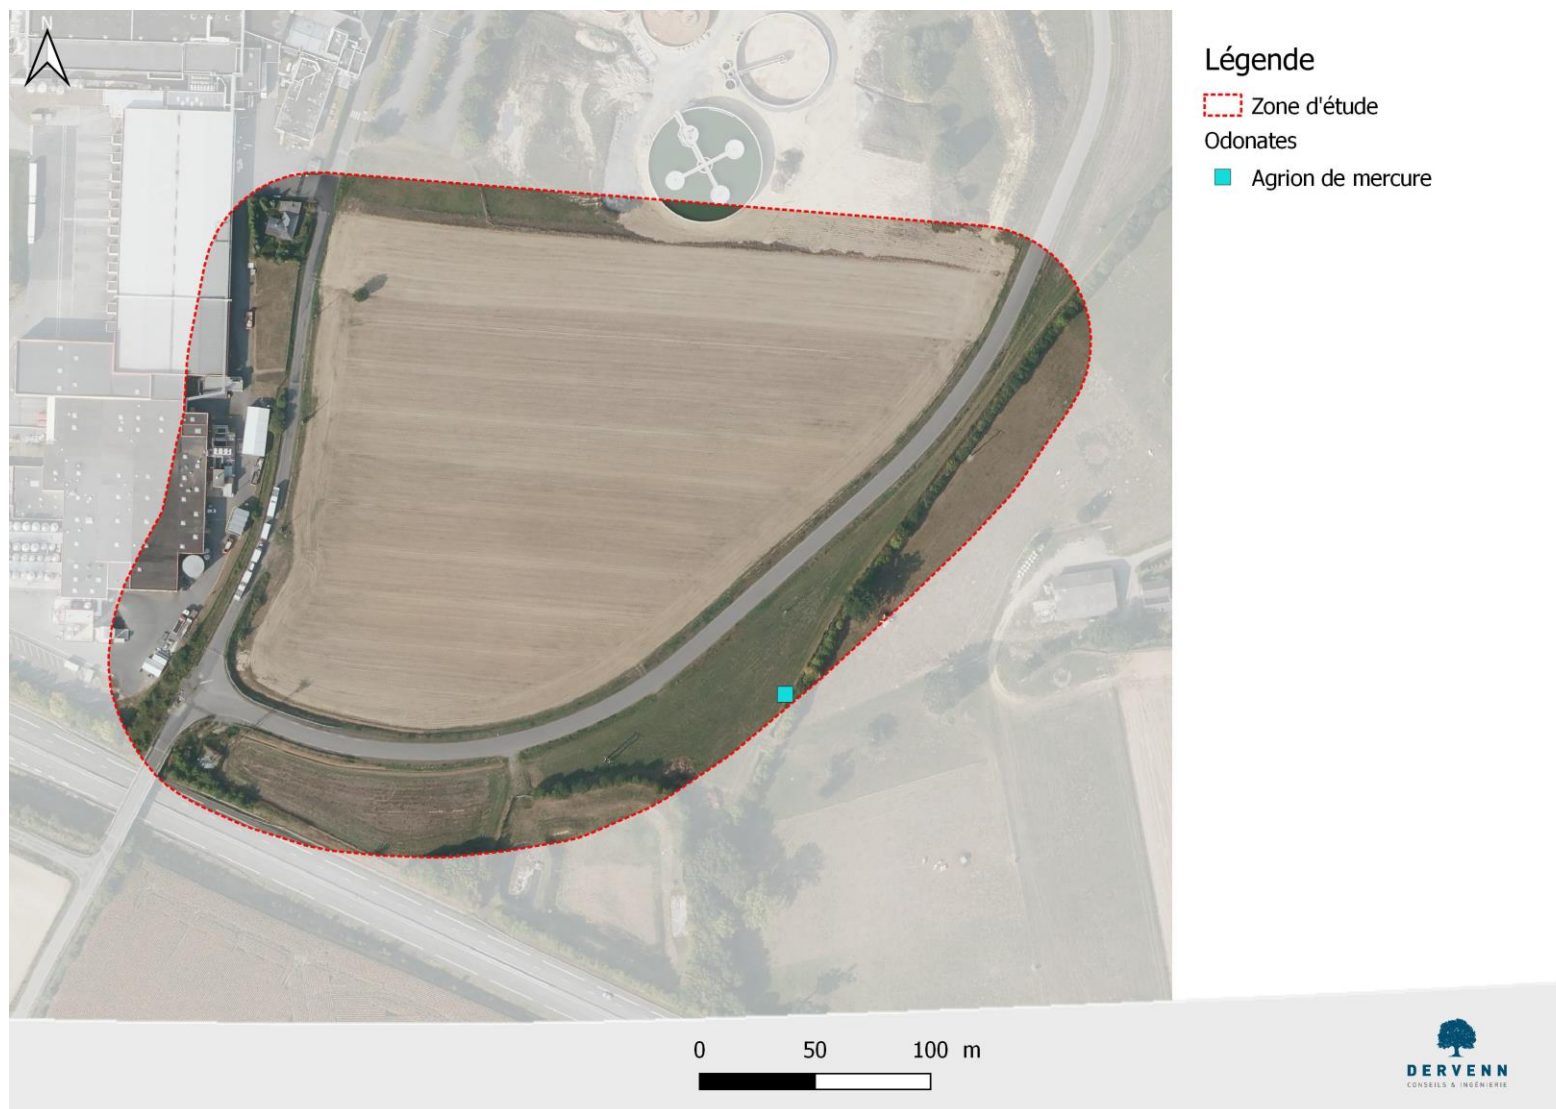 N
Légende
Zone d'étude
Odonates
Agrion de mercure
0 50 100 m
DERVENN
CONSEILS & INGÉNIERIE